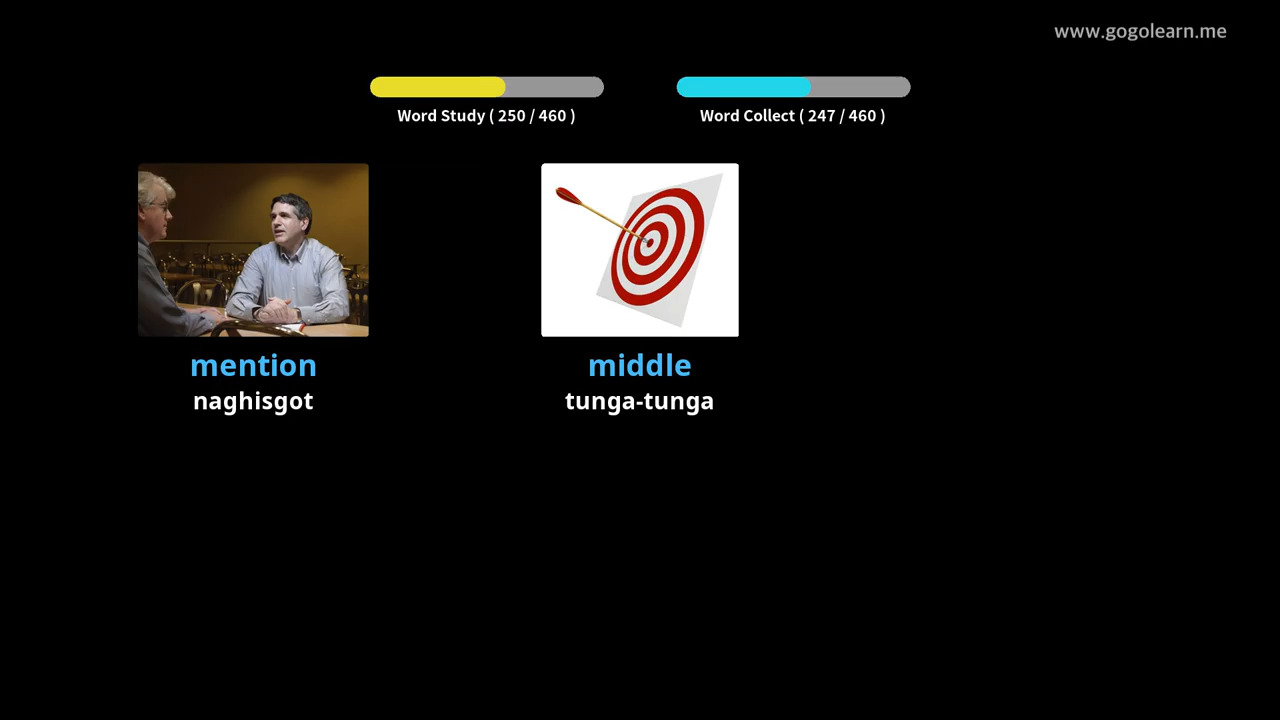 www.gogolearn.me
Word Study ( 250 / 460 )
Word Collect ( 247 / 460 )
mention
naghisgot
middle
tunga-tunga